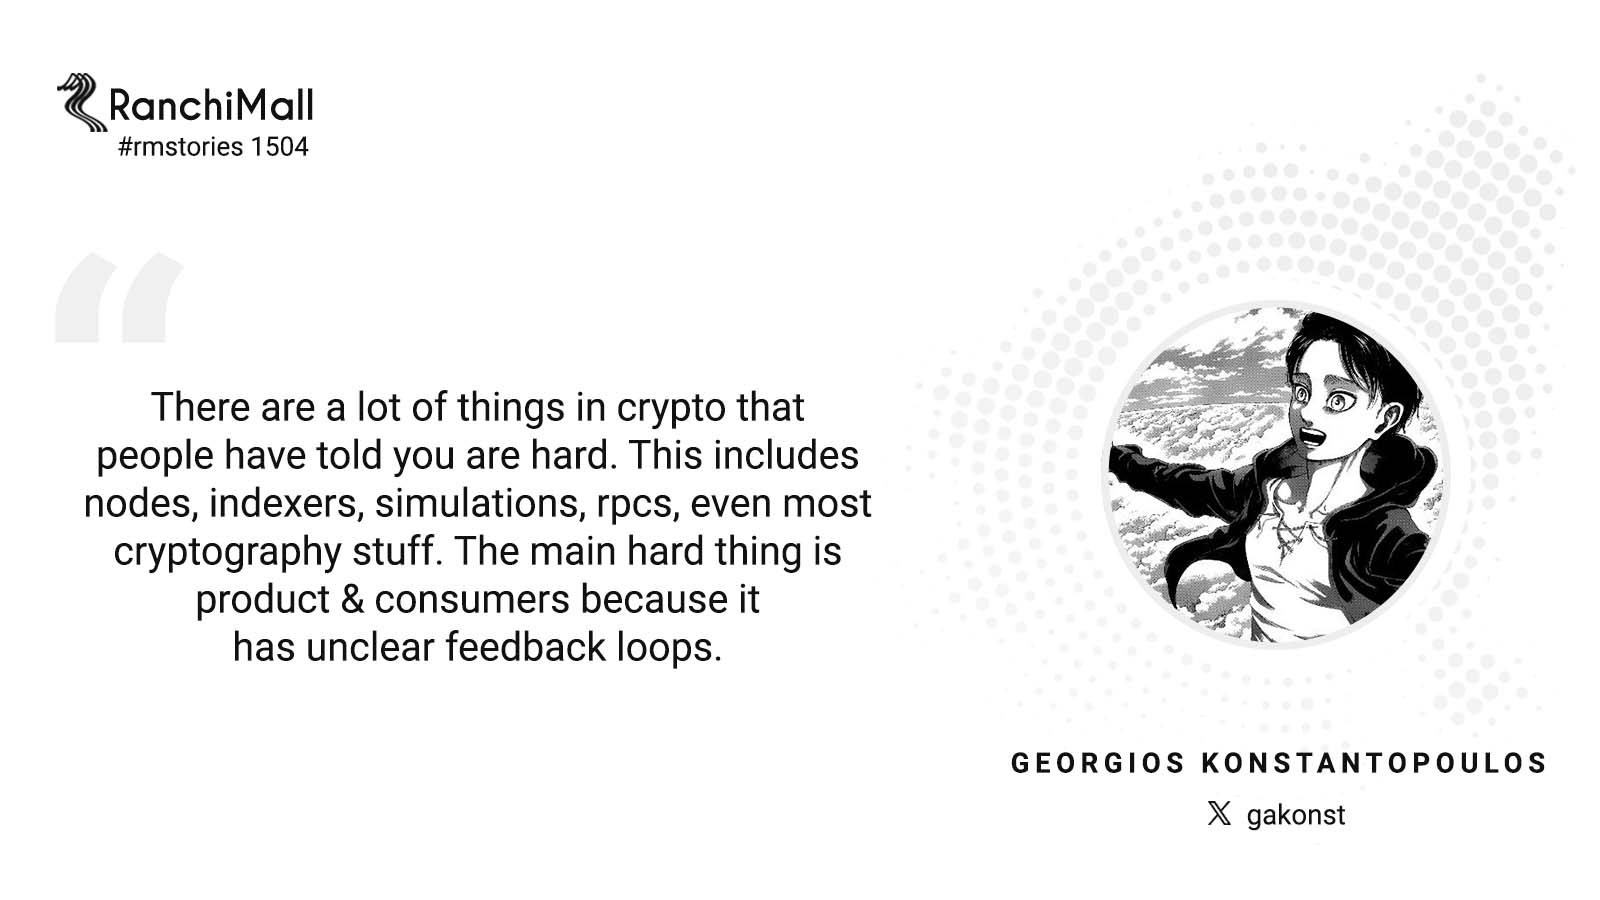 RanchiMall
#rmstories 1504
“
There are a lot of things in crypto that
people have told you are hard. This includes
nodes, indexers, simulations, rpcs, even most
cryptography stuff. The main hard thing is
product & consumers because it
has unclear feedback loops.
GEORGIOS KONSTANTOPOULOS
𝕏 gakonst